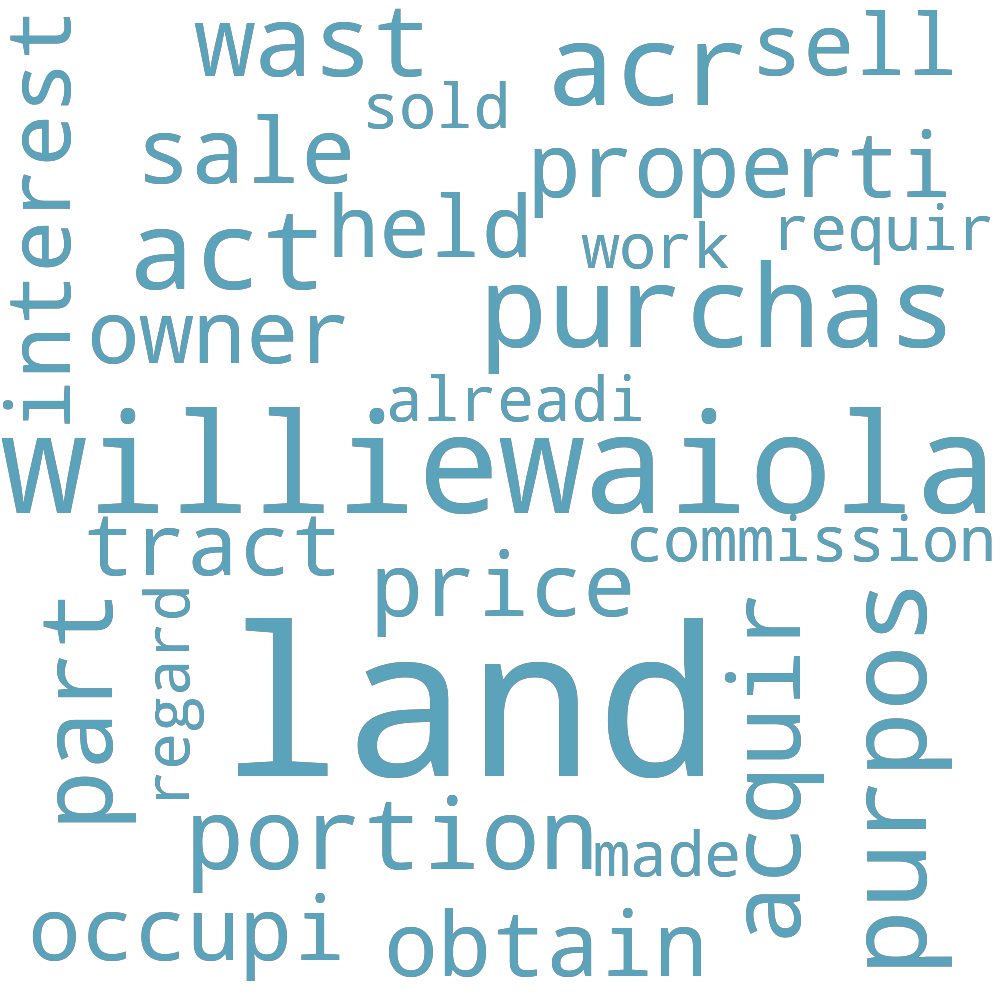 interest
wast
acr
sell
sold
sale
properti
held
act
work
requir
owner
purchas
alreadi
williewaiola
tract
commission
price
part
regard
land
acquir
purpos
portion
made
occupi
obtain